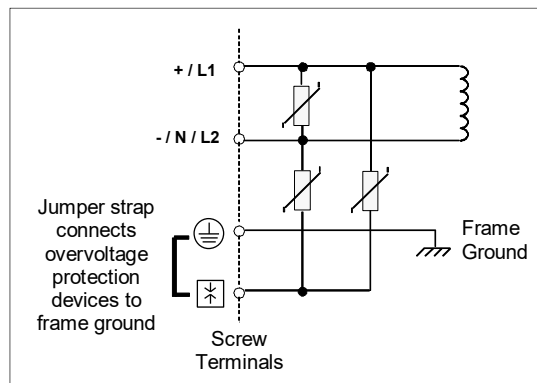 + / L1
- / N / L2
Jumper strap
connects
overvoltage
protection
devices to
frame ground
Frame
Ground
Screw
Terminals